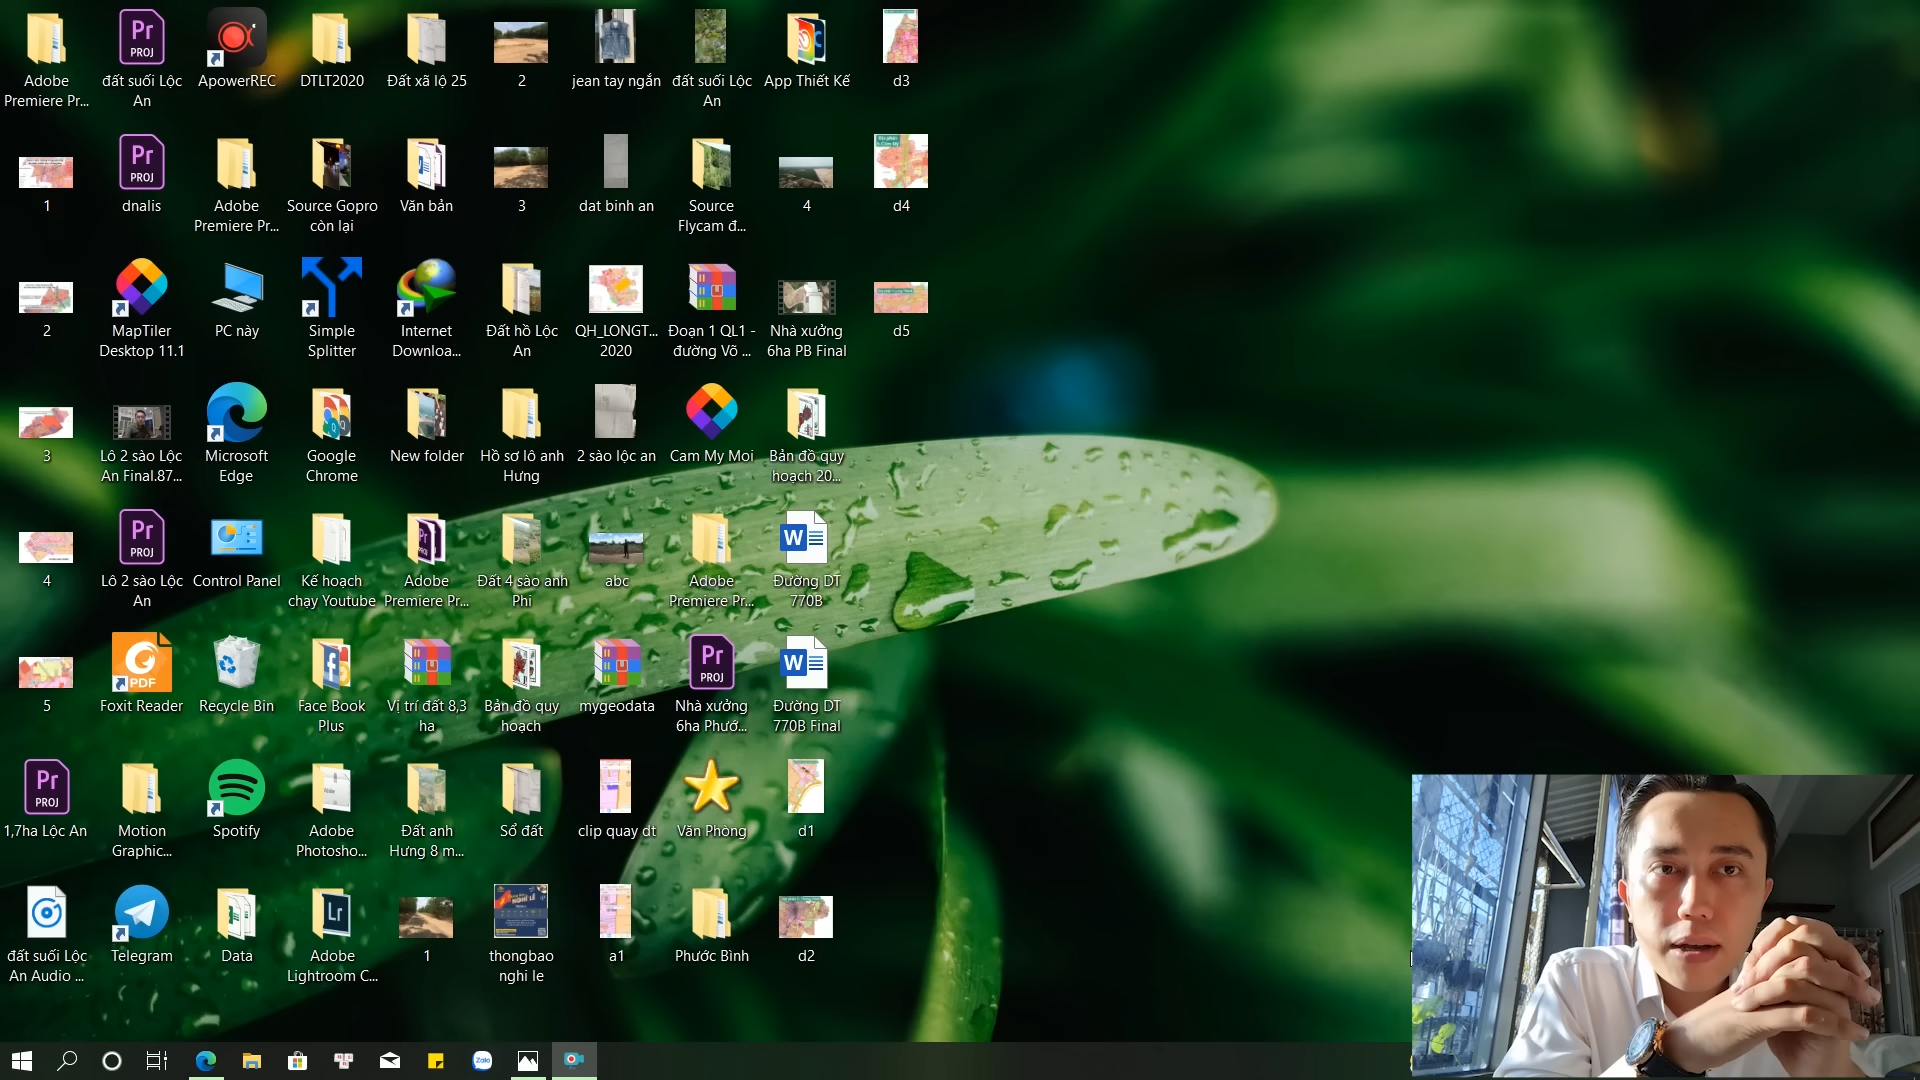 Adobe
Premiere Pr...
đất suối Lộc
An
ApowerREC
DTLT2020
Đất xã lộ 25
2
jean tay ngắn
đất suối Lộc
An
App Thiết Kế
d3
1
dnalis
Adobe
Premiere Pr...
Source Gopro
còn lại
Văn bản
3
dat binh an
Source
Flycam đ...
4
d4
2
MapTiler
Desktop 11.1
PC này
Simple
Splitter
Internet
Downloa...
Đất hồ Lộc
An
QH_LONGT...
2020
Đoạn 1 QL1 -
đường Võ ...
Nhà xưởng
6ha PB Final
d5
3
Lô 2 sào Lộc
An Final.87...
Microsoft
Edge
Google
Chrome
New folder
Hồ sơ lô anh
Hưng
2 sào lộc an
Cam My Moi
Bản đồ quy
hoạch 20...
4
Pr
PROJ
Lô 2 sào Lộc
An
Control Panel
Kế hoạch
chạy Youtube
Adobe
Premiere Pr...
Đất 4 sào anh
Phi
abc
Adobe
Premiere Pr...
Đường DT
770B
5
PDF
Foxit Reader
Recycle Bin
Face Book
Plus
Vị trí đất 8,3
ha
Bản đồ quy
hoạch
mygeodata
Pr
PROJ
Nhà xưởng
6ha Phướ...
Đường DT
770B Final
Pr
PROJ
1,7ha Lộc An
Motion
Graphic...
Spotify
Adobe
Photosho...
Đất anh
Hưng 8 m...
Sổ đất
clip quay dt
Văn Phòng
d1
đất suối Lộc
An Audio ...
Telegram
Data
Lr
Adobe
Lightroom C...
1
thongbao
nghi le
a1
Phước Bình
d2
Zalo